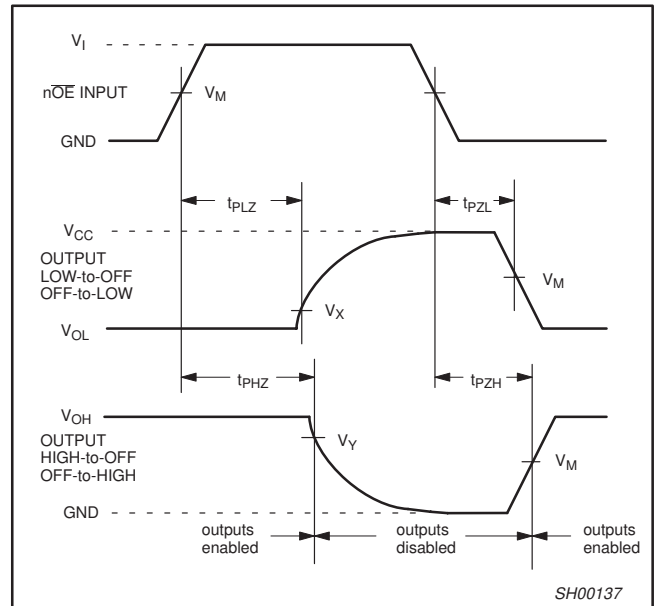 V_I
nOE INPUT
V_M
GND
t_PLZ
t_PZL
V_CC
OUTPUT
LOW-to-OFF
OFF-to-LOW
V_M
V_X
V_OL
t_PHZ
t_PZH
V_OH
OUTPUT
HIGH-to-OFF
OFF-to-HIGH
V_Y
V_M
GND
outputs
enabled
outputs
disabled
outputs
enabled
SH00137